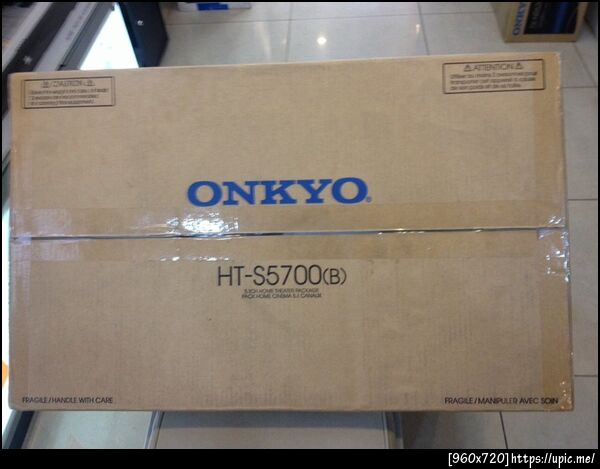 ⚠ CAUTION ⚠
⚠ ATTENTION ⚠
ONKYO
HT-S5700(B)
5.1CH HOME THEATER PACKAGE
PACK HOME CINEMA 5.1 CANAUX
FRAGILE/HANDLE WITH CARE
FRAGILE/MANIPULER AVEC SOIN
ONKYO
[960x720]https://upic.me/